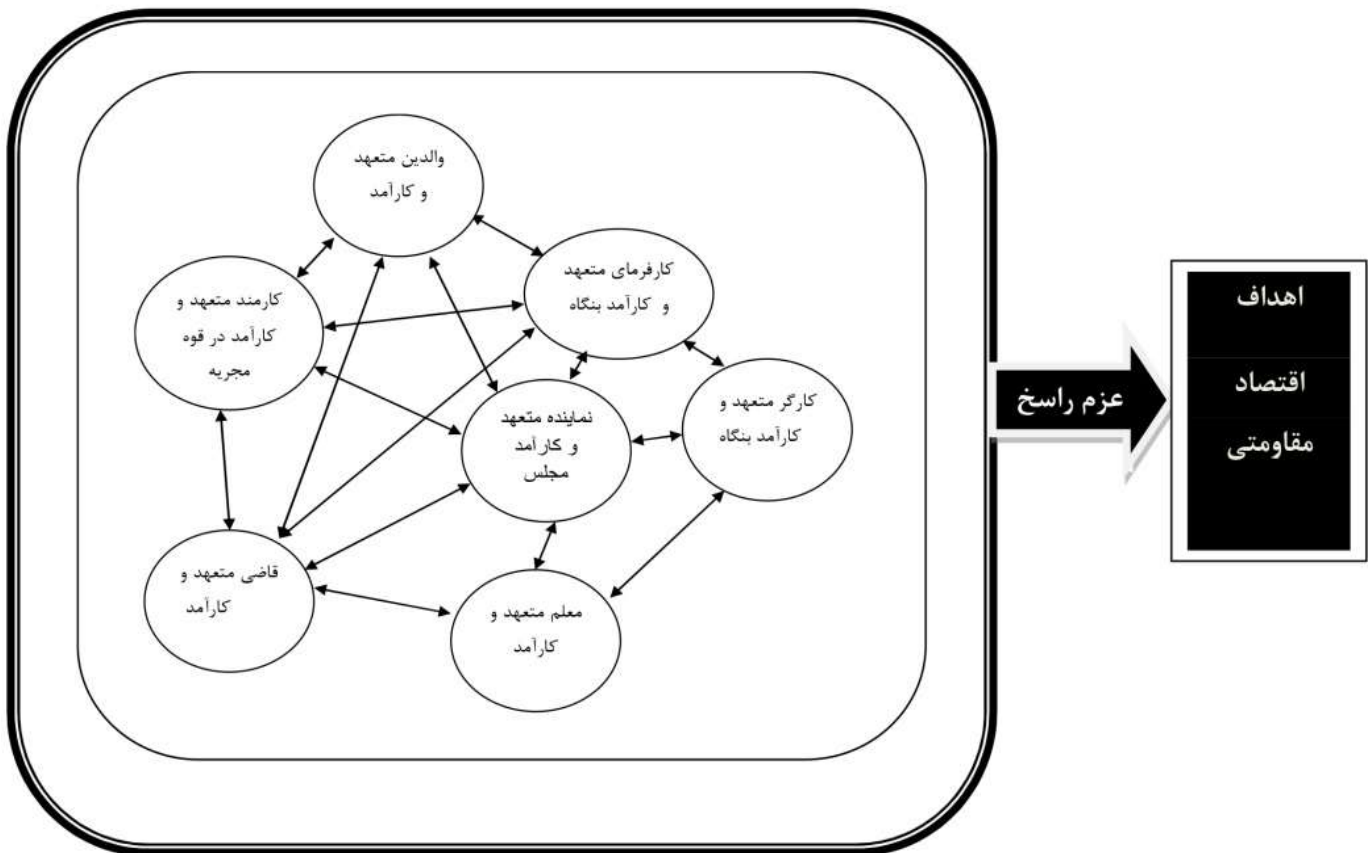 والدین متعهد
و کارآمد
کارفرمای متعهد
و کارآمد بنگاه
کارمند متعهد و
کارآمد در قوه
مجریه
کارگر متعهد و
کارآمد بنگاه
نماینده متعهد
و کارآمد
مجلس
قاضی متعهد و
کارآمد
معلم متعهد و
کارآمد
عزم راسخ
اهداف
اقتصاد
مقاومتی